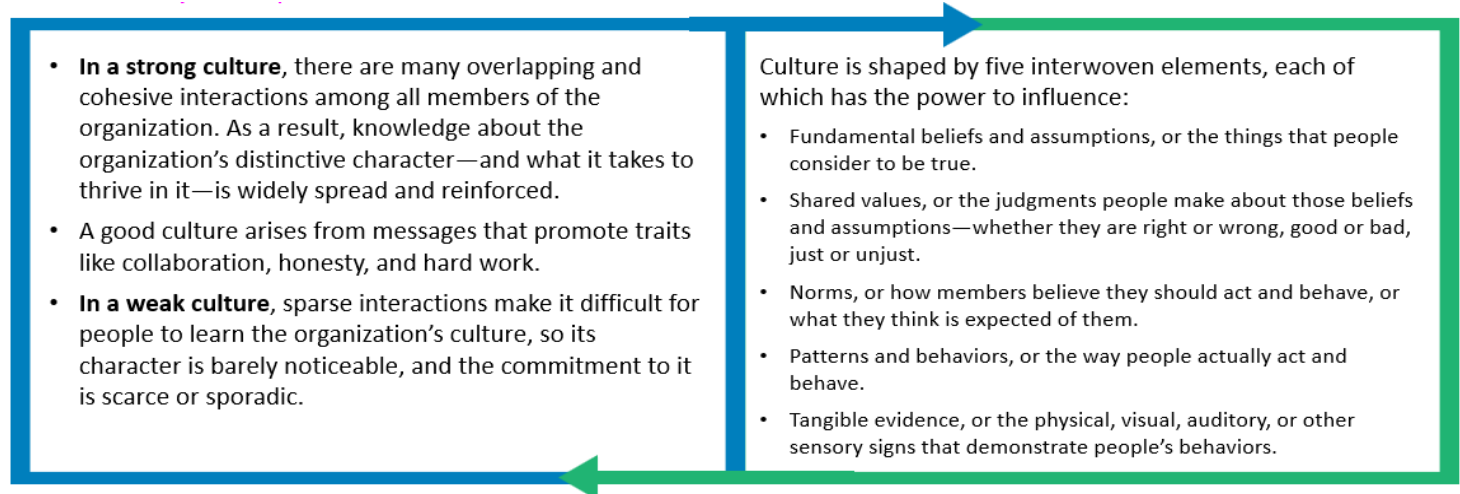 • In a strong culture, there are many overlapping and
cohesive interactions among all members of the
organization. As a result, knowledge about the
organization’s distinctive character—and what it takes to
thrive in it—is widely spread and reinforced.
• A good culture arises from messages that promote traits
like collaboration, honesty, and hard work.
• In a weak culture, sparse interactions make it difficult for
people to learn the organization’s culture, so its
character is barely noticeable, and the commitment to it
is scarce or sporadic.
Culture is shaped by five interwoven elements, each of
which has the power to influence:
• Fundamental beliefs and assumptions, or the things that people
consider to be true.
• Shared values, or the judgments people make about those beliefs
and assumptions—whether they are right or wrong, good or bad,
just or unjust.
• Norms, or how members believe they should act and behave, or
what they think is expected of them.
• Patterns and behaviors, or the way people actually act and
behave.
• Tangible evidence, or the physical, visual, auditory, or other
sensory signs that demonstrate people’s behaviors.